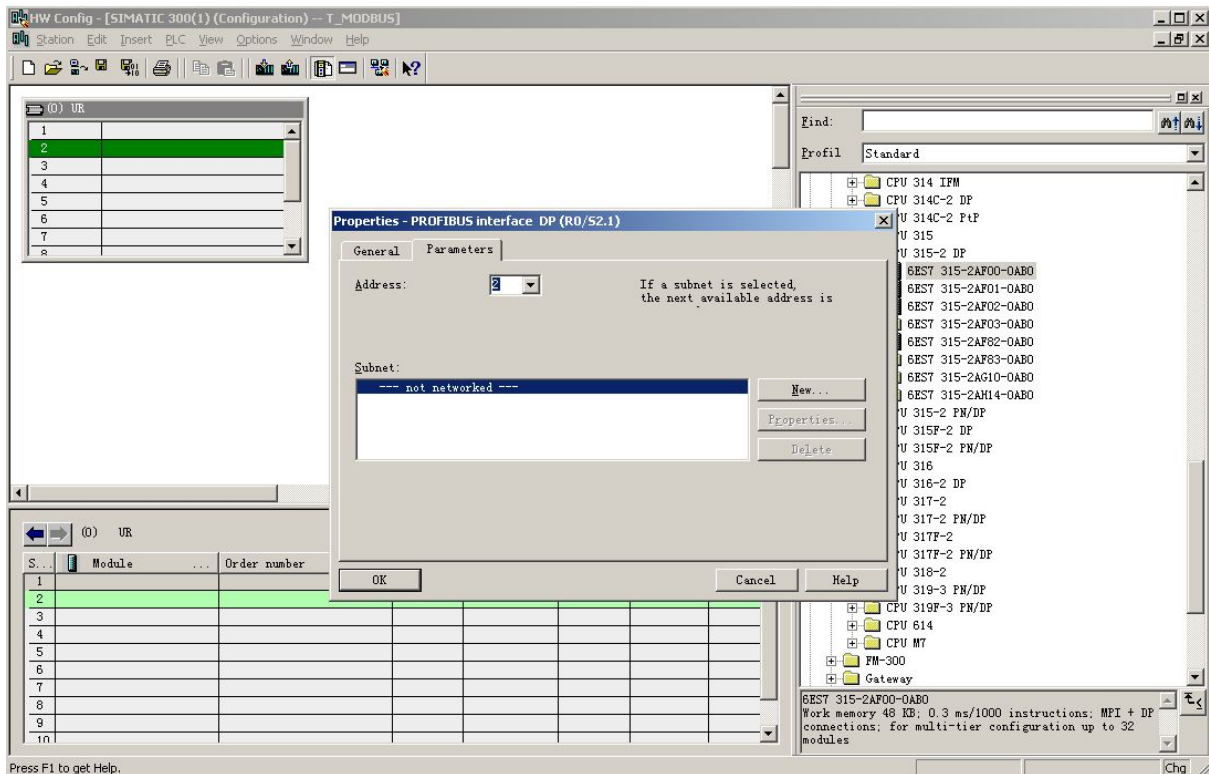 HW Config - [SIMATIC 300(1) (Configuration) -- T_MODBUS]
Station Edit Insert PLC View Options Window Help
(0) UR
1
2
3
4
5
6
7
8
Properties - PROFIBUS interface DP (R0/S2.1)
General Parameters
Address:
2
If a subnet is selected,
the next available address is
Subnet:
--- not networked ---
New...
Properties...
Delete
OK
Cancel
Help
(0) UR
S... Module ... Order number
1
2
3
4
5
6
7
8
9
10
Find:
Profil Standard
CPU 314 IFM
CPU 314C-2 DP
U 314C-2 PtP
U 315
U 315-2 DP
6ES7 315-2AF00-0AB0
6ES7 315-2AF01-0AB0
6ES7 315-2AF02-0AB0
6ES7 315-2AF03-0AB0
6ES7 315-2AF82-0AB0
6ES7 315-2AF83-0AB0
6ES7 315-2AG10-0AB0
6ES7 315-2AH14-0AB0
U 315-2 PN/DP
U 315F-2 DP
U 315F-2 PN/DP
U 316
U 316-2 DP
U 317-2
U 317-2 PN/DP
U 317F-2
U 317F-2 PN/DP
U 318-2
U 319-3 PN/DP
CPU 319F-3 PN/DP
CPU 614
CPU M7
FM-300
Gateway
6ES7 315-2AF00-0AB0
Work memory 48 KB; 0.3 ms/1000 instructions; MPI + DP
connections; for multi-tier configuration up to 32
modules
Press F1 to get Help.
Chg